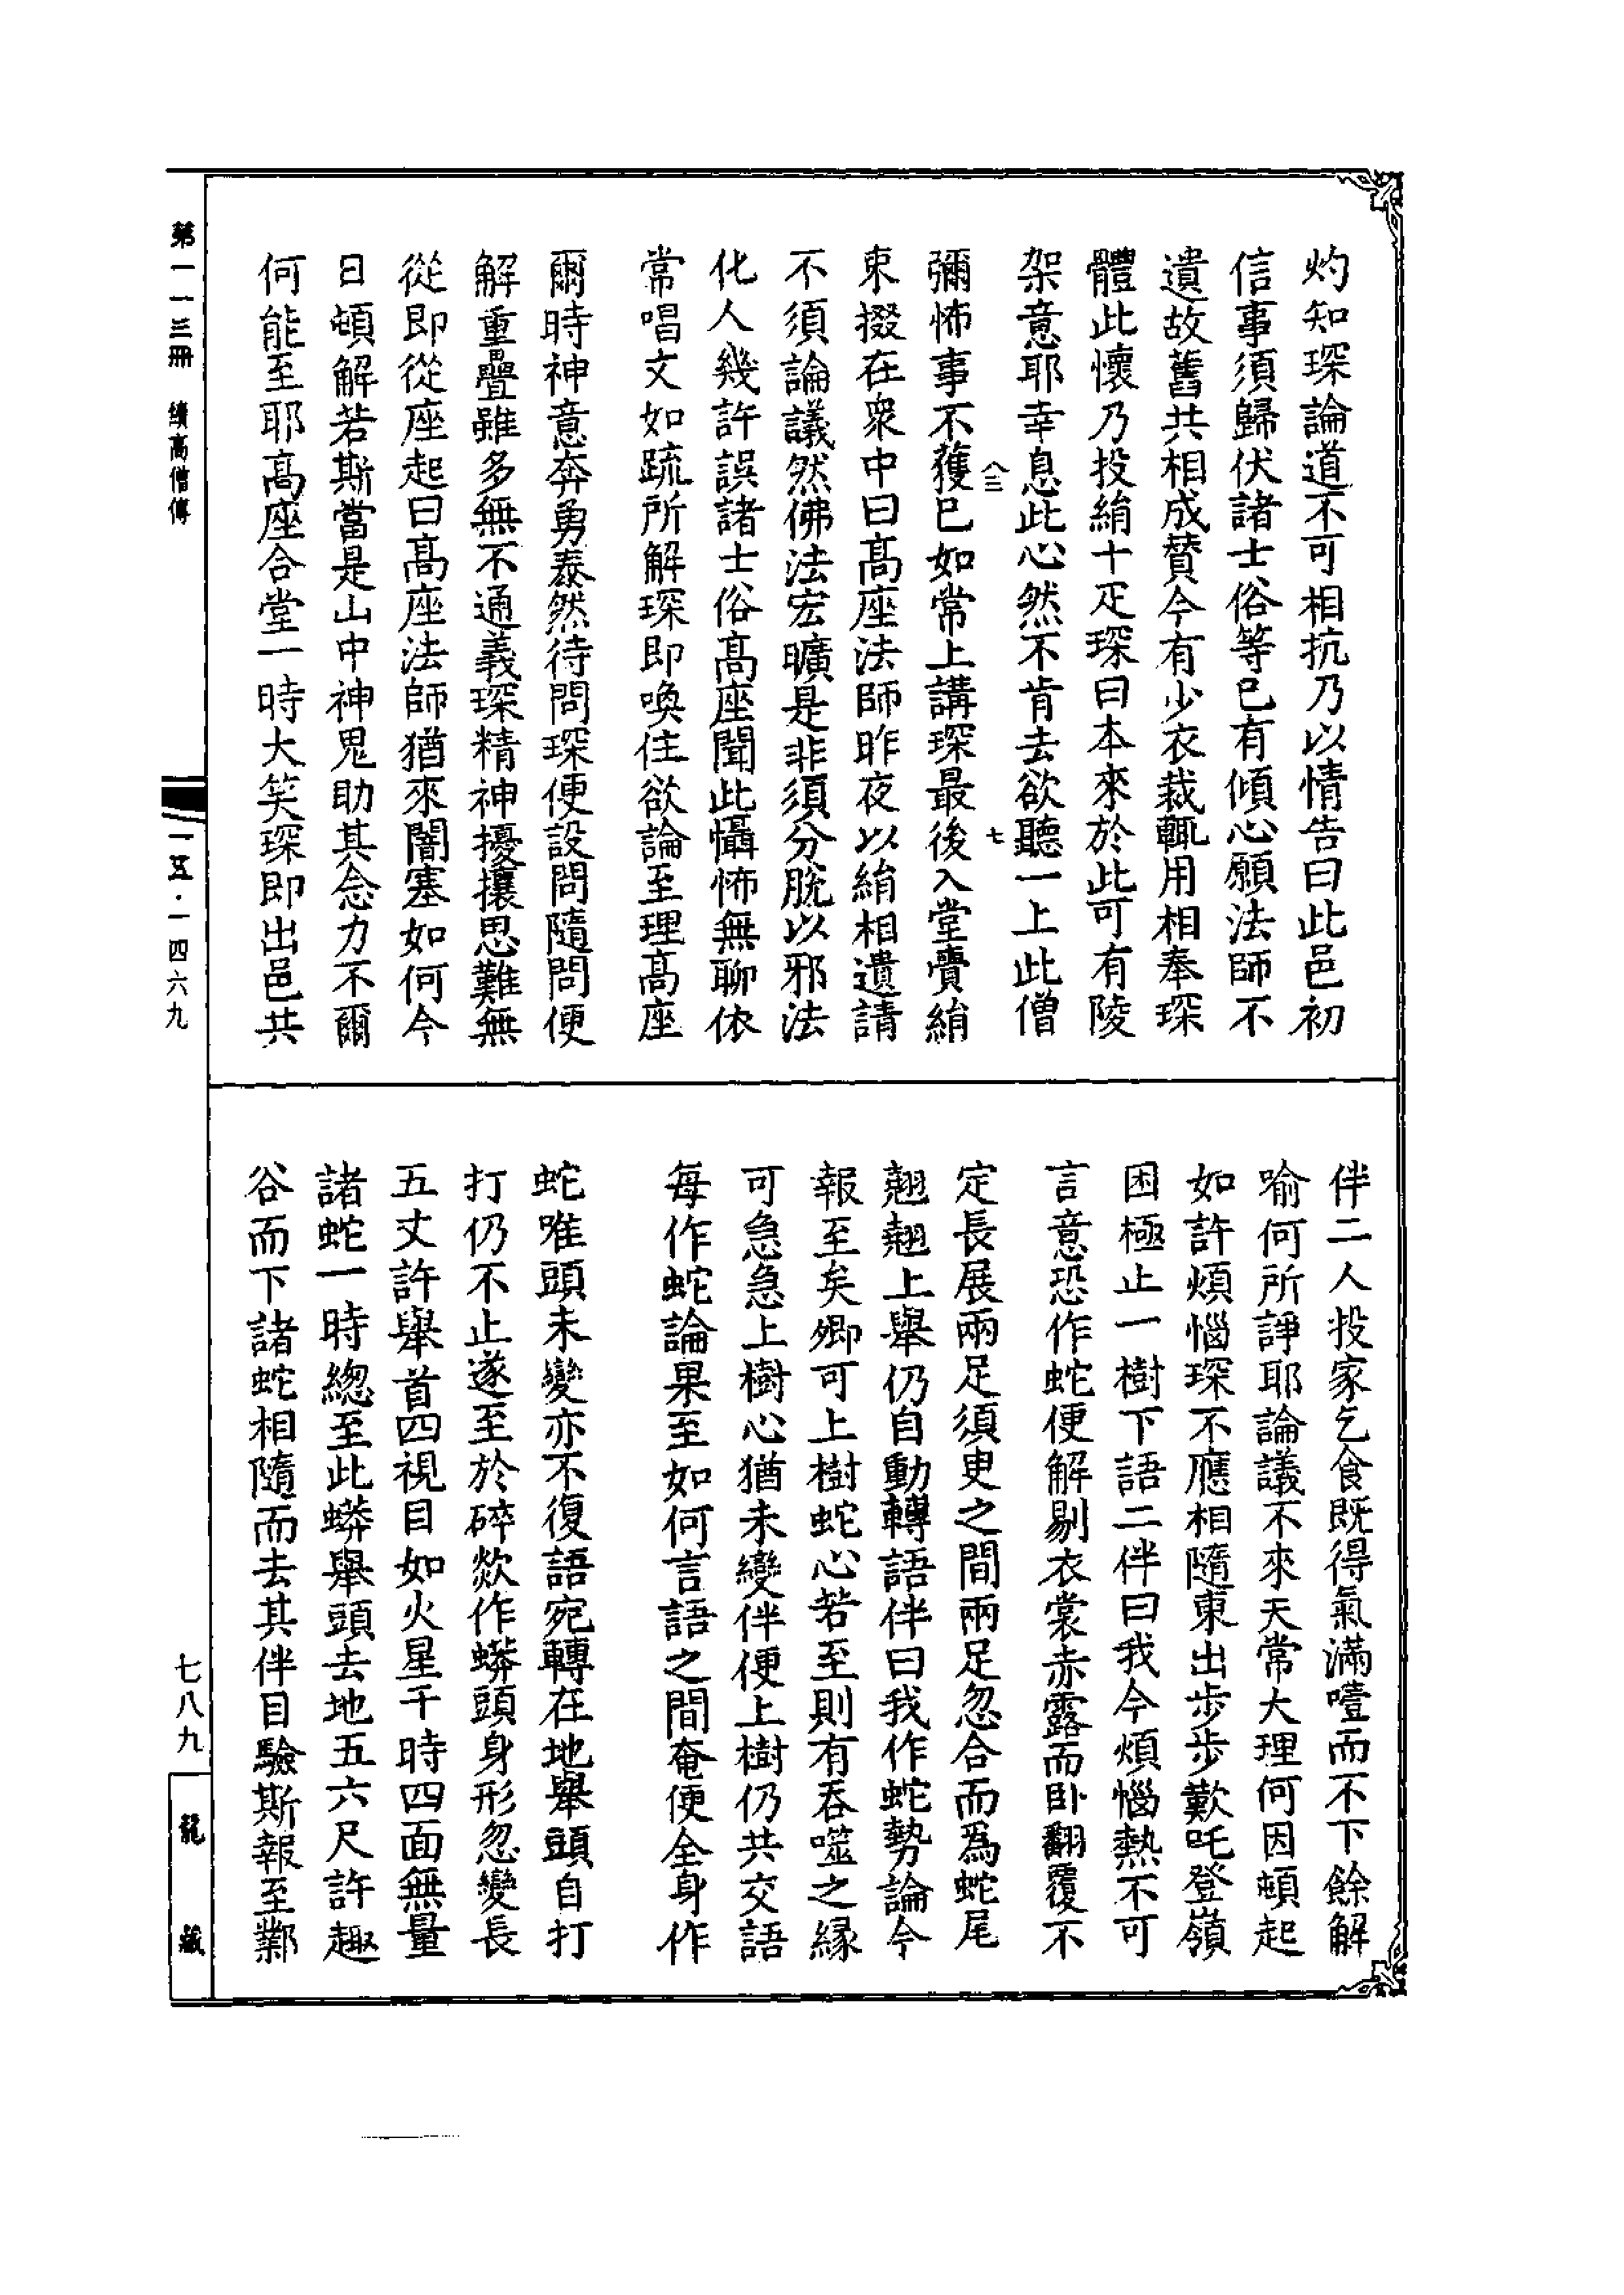 灼知琛論道不可相抗乃以情告曰此邑初
信事須歸伏諸士俗等已有傾心願法師不
遺故舊共相成贊今有少衣裁輒用相奉琛
體此懷乃投絹十疋琛曰本來於此可有陵
架意耶幸息此心然不肯去欲聽一上此僧
八三
七
彌怖事不獲已如常上講琛最後入堂賷絹
束掇在衆中曰髙座法師昨夜以絹相遺請
不須論議然佛法宏曠是非須分脫以邪法
化人幾許誤諸士俗髙座聞此懾怖無聊依
常唱文如疏所解琛即喚住欲論至理髙座
爾時神意奔勇泰然待問琛便設問隨問便
解重疊雖多無不通義琛精神擾攘思難無
從即從座起曰髙座法師猶來闇塞如何今
日頓解若斯當是山中神鬼助其念力不爾
何能至耶髙座合堂一時大笑琛即出邑共
伴二人投家乞食既得氣滿噎而不下餘解
喻何所諍耶論議不來天常大理何因頓起
如許煩惱琛不應相隨東出步步歎吒登嶺
困極止一樹下語二伴曰我今煩惱熱不可
言意恐作蛇便解剔衣裳赤露而卧翻覆不
定長展兩足須臾之間兩足忽合而爲蛇尾
翹翹上舉仍自動轉語伴曰我作蛇勢論今
報至矣卿可上樹蛇心若至則有吞噬之緣
可急急上樹心猶未變伴便上樹仍共交語
每作蛇論果至如何言語之間奄便全身作
蛇唯頭未變亦不復語宛轉在地舉頭自打
打仍不止遂至於碎欻作蟒頭身形忽變長
五丈許舉首四視目如火星于時四面無量
諸蛇一時總至此蟒舉頭去地五六尺許趣
谷而下諸蛇相隨而去其伴目驗斯報至鄴
第一一三冊　續高僧傳
一五·一四六九
七八九
龍藏